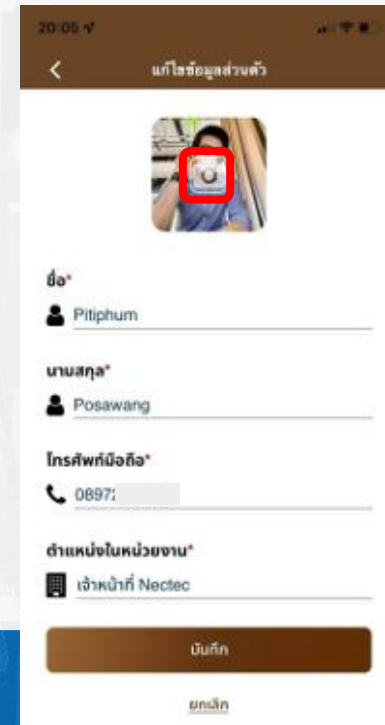 20:05
แก้ไขข้อมูลส่วนตัว
ชื่อ*
Pitiphum
นามสกุล*
Posawang
โทรศัพท์มือถือ*
0897
ตำแหน่งในหน่วยงาน*
เจ้าหน้าที่ Nectec
บันทึก
ยกเลิก